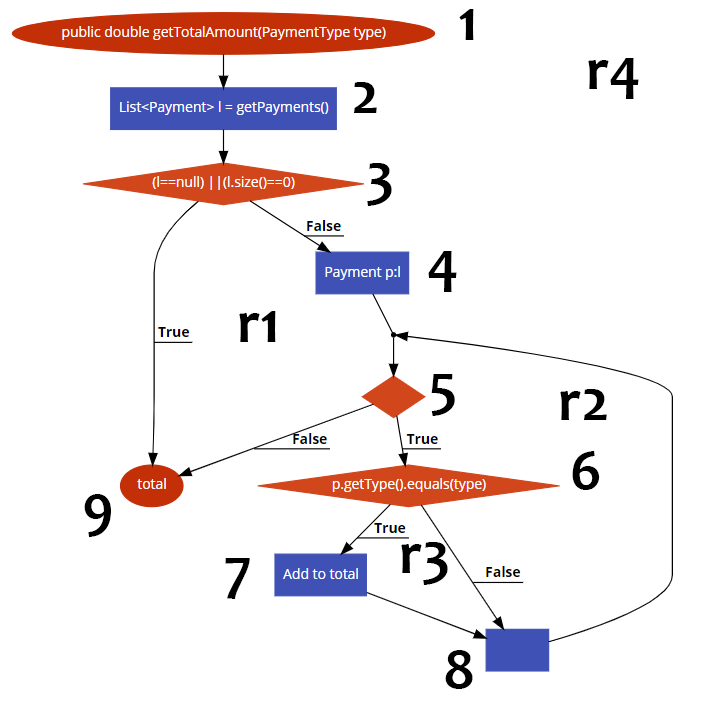 public double getTotalAmount(PaymentType type)
1
r4
List<Payment> l = getPayments()
2
(l==null) ||(l.size()==0)
3
False
Payment p:l
4
True
r1
5
r2
False
True
total
9
p.getType().equals(type)
6
True
r3
False
Add to total
7
8